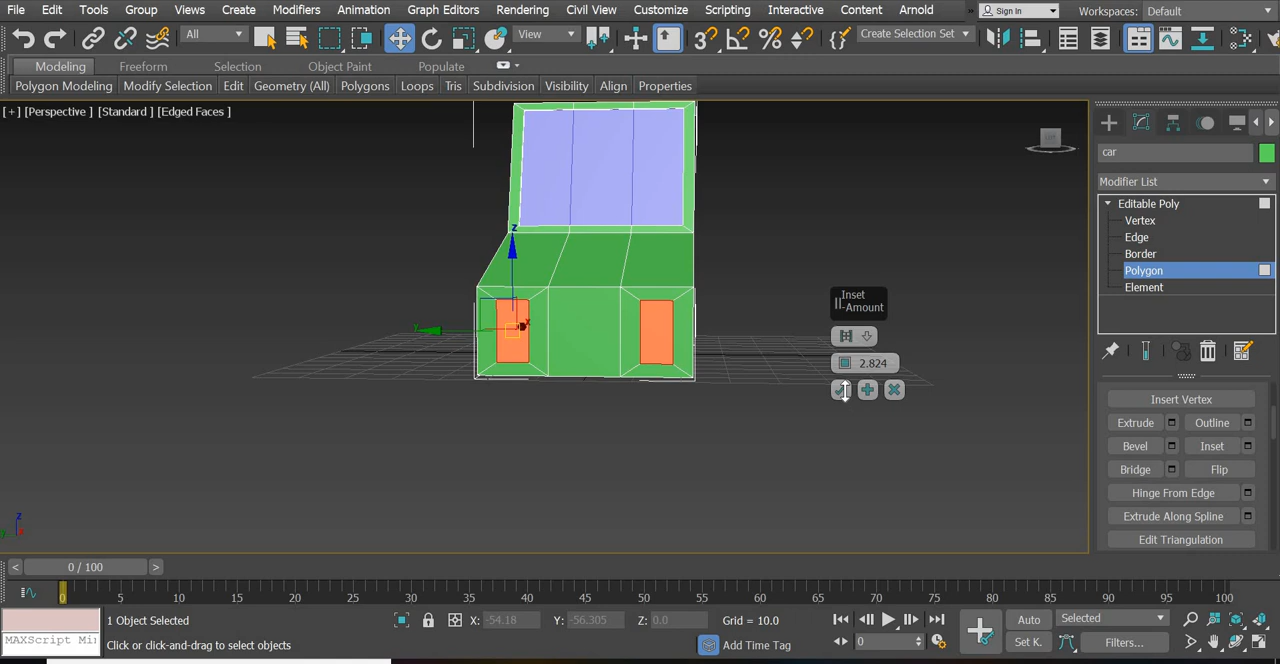 File Edit Tools Group Views Create Modifiers Animation Graph Editors Rendering Civil View Customize Scripting Interactive Content Arnold » Sign In Workspaces: Default
All View Create Selection Set
Modeling Freeform Selection Object Paint Populate
Polygon Modeling Modify Selection Edit Geometry (All) Polygons Loops Tris Subdivision Visibility Align Properties
[+] [Perspective ] [Standard ] [Edged Faces ]
car
Modifier List
Editable Poly
Vertex
Edge
Border
Polygon
Element
z
y
x
Inset
-Amount
2.824
Insert Vertex
Extrude Outline
Bevel Inset
Bridge Flip
Hinge From Edge
Extrude Along Spline
Edit Triangulation
z
x
< 0 / 100 >
0 5 10 15 20 25 30 35 40 45 50 55 60 65 70 75 80 85 90 95 100
1 Object Selected X: -54.18 Y: -56.305 Z: 0.0 Grid = 10.0 Auto Selected
MAXScript Mi Click or click-and-drag to select objects Add Time Tag 0 Set K. Filters...